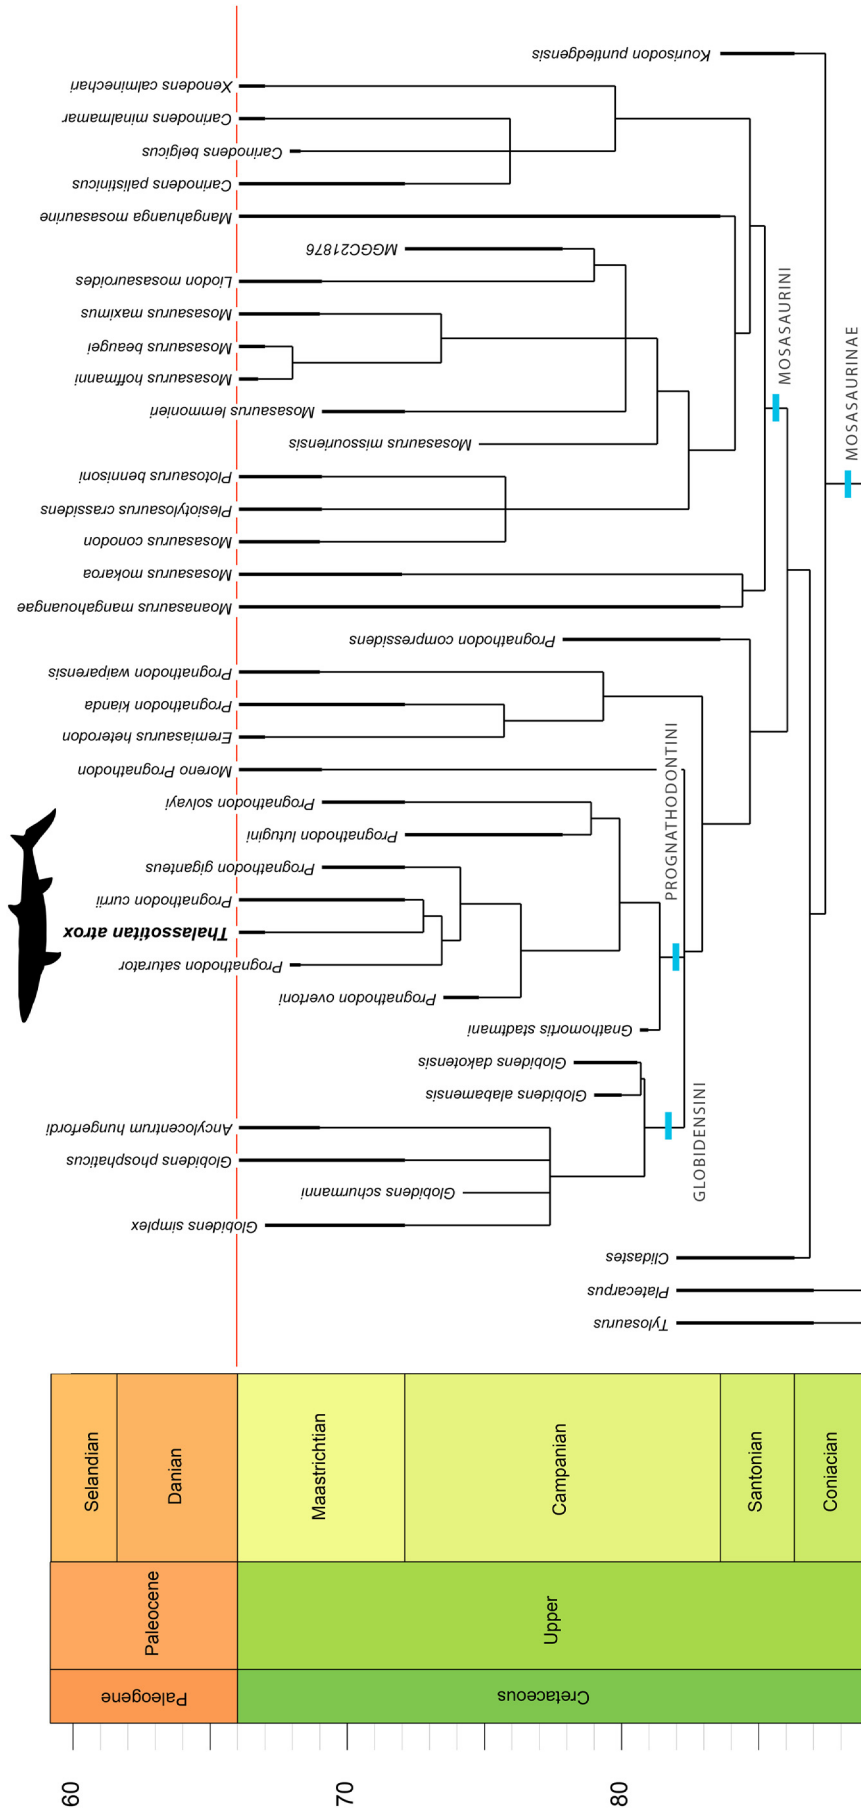 Kourisodon puntledgensis
Xenodens calminechari
Carinodens minalmamar
Carinodens belgicus
Carinodens palistinicus
Mangahuanga mosasaurine
MGGC21876
Liodon mosasauroides
Mosasaurus maximus
Mosasaurus beaugei
Mosasaurus hoffmanni
Mosasaurus lemmonieri
Mosasaurus missouriensis
Plotosaurus bennisoni
Plesiotylosaurus crassidens
Mosasaurus conodon
Mosasaurus mokaroa
Moanasaurus mangahouangae
Prognathodon compressidens
Prognathodon waiparensis
Prognathodon kianda
Eremiasaurus heterodon
Moreno Prognathodon
Prognathodon solvayi
Prognathodon lutugini
Prognathodon giganteus
Prognathodon currii
Thalassotitan atrox
Prognathodon saturator
Prognathodon overtoni
Gnathomortis stadtmani
Globidens dakotensis
Globidens alabamensis
Ancylocentrum hungerfordi
Globidens phosphaticus
Globidens schurmanni
Globidens simplex
Clidastes
Platecarpus
Tylosaurus
MOSASAURINI
MOSASAURINAE
PROGNATHODONTINI
GLOBIDENSINI
Selandian
Danian
Maastrichtian
Campanian
Santonian
Coniacian
Paleocene
Upper
Paleogene
Cretaceous
60
70
80